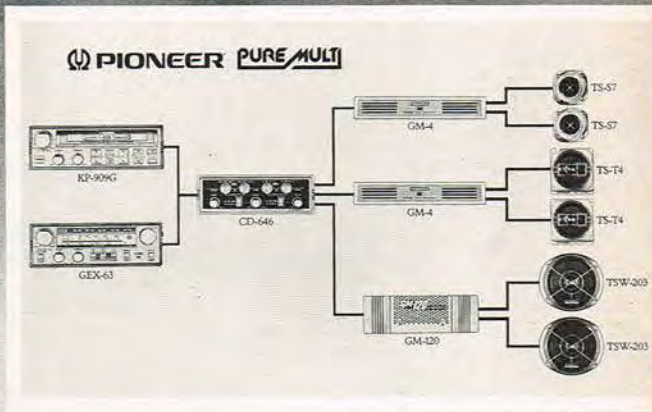 PIONEER PURE MULTI
KP-909G
GEX-63
CD-646
GM-4
GM-4
GM-120
TS-S7
TS-S7
TS-T4
TS-T4
TSW-203
TSW-203